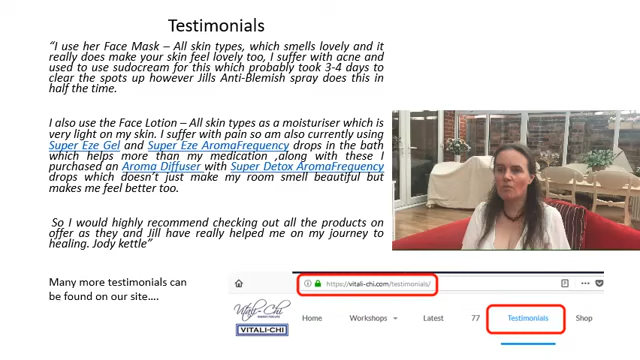 Testimonials
"I use her Face Mask – All skin types, which smells lovely and it
really does make your skin feel lovely too, I suffer with acne and
used to use sudocream for this which probably took 3-4 days to
clear the spots up however Jills Anti-Blemish spray does this in
half the time.
I also use the Face Lotion – All skin types as a moisturiser which is
very light on my skin. I suffer with pain so am also currently using
Super Eze Gel and Super Eze AromaFrequency drops in the bath
which helps more than my medication ,along with these I
purchased an Aroma Diffuser with Super Detox AromaFrequency
drops which doesn't just make my room smell beautiful but
makes me feel better too.
So I would highly recommend checking out all the products on
offer as they and Jill have really helped me on my journey to
healing. Jody kettle"
Many more testimonials can
be found on our site....
https://vitali-chi.com/testimonials/
Vitali-Chi
VITALI-CHI
Home Workshops Latest 77 Testimonials Shop